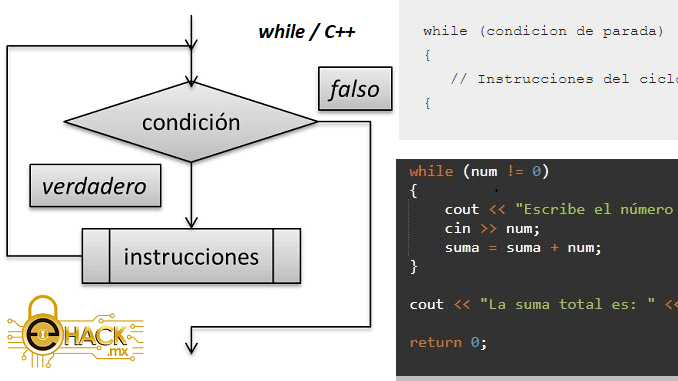 while / C++
falso
condición
verdadero
instrucciones
eHACK
.mx
while (condicion de parada)
{
// Instrucciones del ciclo
{
while (num != 0)
{
cout << "Escribe el número
cin >> num;
suma = suma + num;
}
cout << "La suma total es: " <<
return 0;